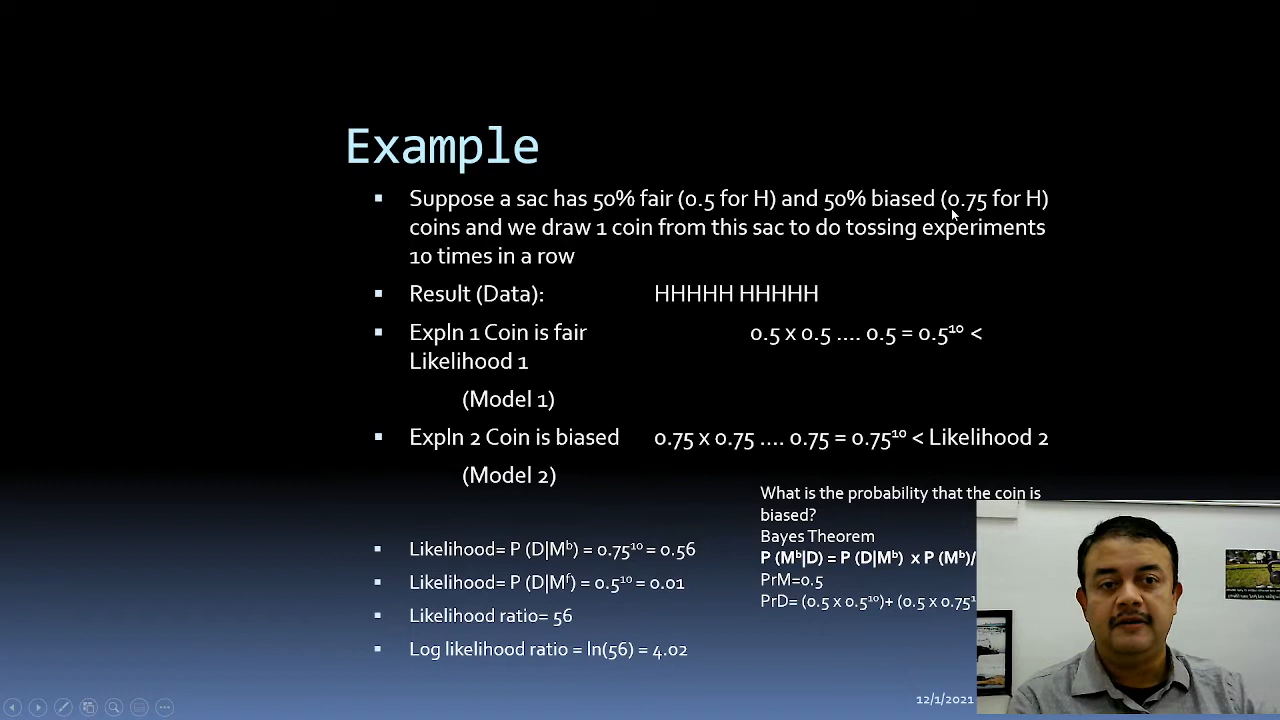 Example
Suppose a sac has 50% fair (0.5 for H) and 50% biased (0.75 for H)
coins and we draw 1 coin from this sac to do tossing experiments
10 times in a row
Result (Data): HHHHH HHHHH
Expln 1 Coin is fair 0.5 x 0.5 .... 0.5 = 0.5¹⁰ <
Likelihood 1
(Model 1)
Expln 2 Coin is biased 0.75 x 0.75 .... 0.75 = 0.75¹⁰ < Likelihood 2
(Model 2)
What is the probability that the coin is
biased?
Bayes Theorem
P (Mᵇ|D) = P (D|Mᵇ) x P (Mᵇ)/
PrM=0.5
PrD= (0.5 x 0.5¹⁰)+ (0.5 x 0.75¹
Likelihood= P (D|Mᵇ) = 0.75¹⁰ = 0.56
Likelihood= P (D|Mᶠ) = 0.5¹⁰ = 0.01
Likelihood ratio= 56
Log likelihood ratio = ln(56) = 4.02
12/1/2021